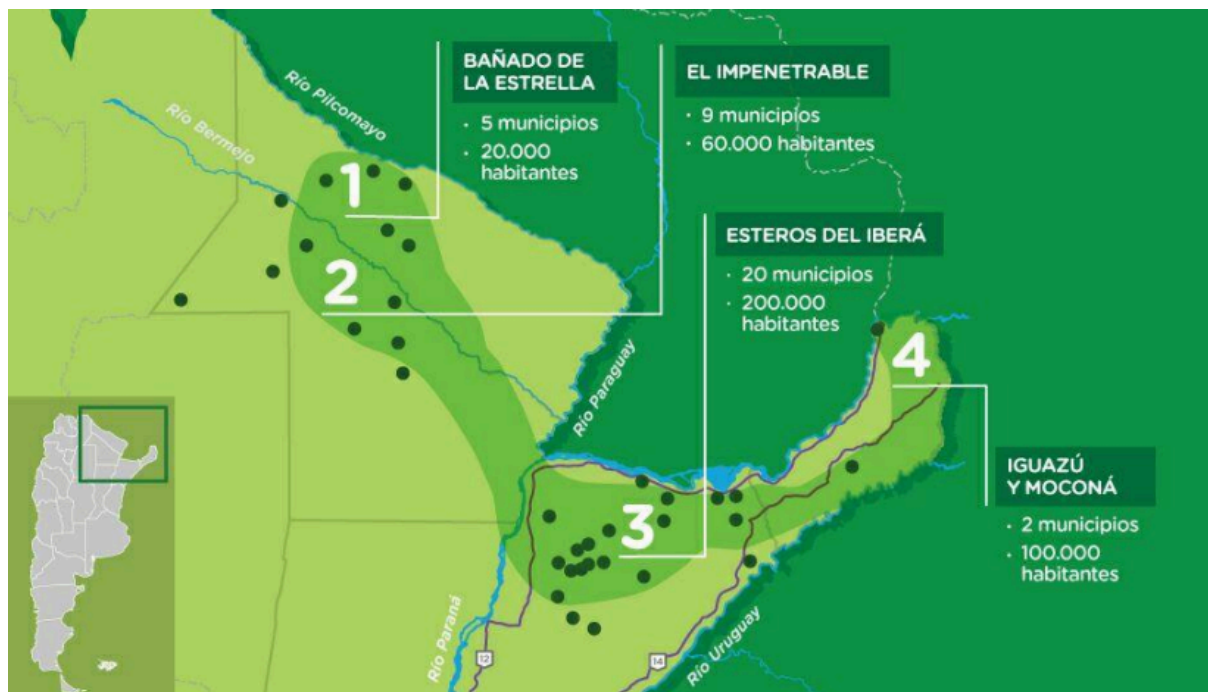 BAÑADO DE
LA ESTRELLA
· 5 municipios
· 20.000
habitantes
EL IMPENETRABLE
· 9 municipios
· 60.000 habitantes
ESTEROS DEL IBERÁ
· 20 municipios
· 200.000
habitantes
IGUAZÚ
Y MOCONÁ
· 2 municipios
· 100.000
habitantes
Río Pilcomayo
Río Bermejo
1
2
3
4
Río Paraguay
Río Paraná
Río Uruguay
12
14